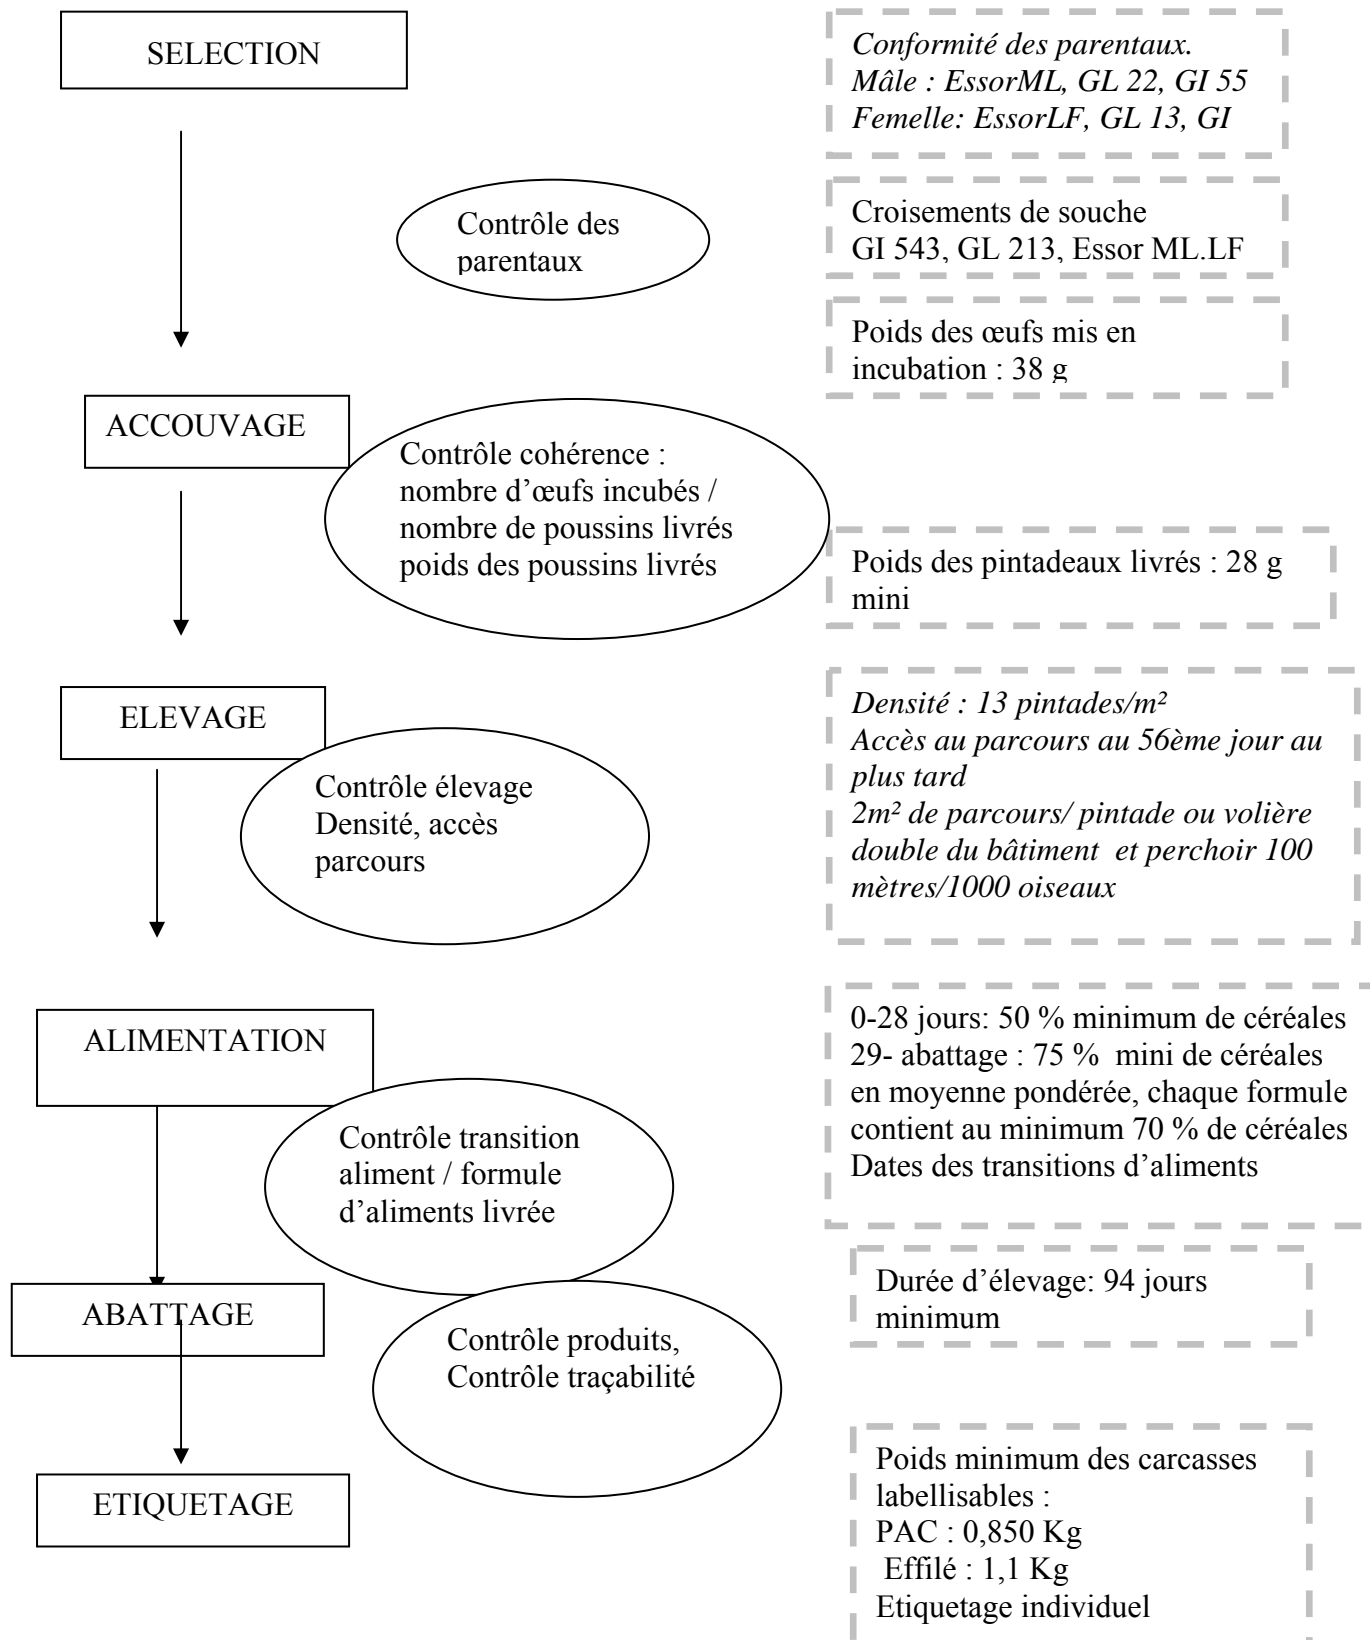 SELECTION
Conformité des parentaux.
Mâle : EssorML, GL 22, GI 55
Femelle: EssorLF, GL 13, GI
Contrôle des
parentaux
Croisements de souche
GI 543, GL 213, Essor ML.LF
Poids des œufs mis en
incubation : 38 g
ACCOUVAGE
Contrôle cohérence :
nombre d’œufs incubés /
nombre de poussins livrés
poids des poussins livrés
Poids des pintadeaux livrés : 28 g
mini
ELEVAGE
Contrôle élevage
Densité, accès
parcours
Densité : 13 pintades/m²
Accès au parcours au 56ème jour au
plus tard
2m² de parcours/ pintade ou volière
double du bâtiment et perchoir 100
mètres/1000 oiseaux
ALIMENTATION
Contrôle transition
aliment / formule
d’aliments livrée
0-28 jours: 50 % minimum de céréales
29- abattage : 75 % mini de céréales
en moyenne pondérée, chaque formule
contient au minimum 70 % de céréales
Dates des transitions d’aliments
ABATTAGE
Contrôle produits,
Contrôle traçabilité
Durée d’élevage: 94 jours
minimum
ETIQUETAGE
Poids minimum des carcasses
labellisables :
PAC : 0,850 Kg
Effilé : 1,1 Kg
Etiquetage individuel